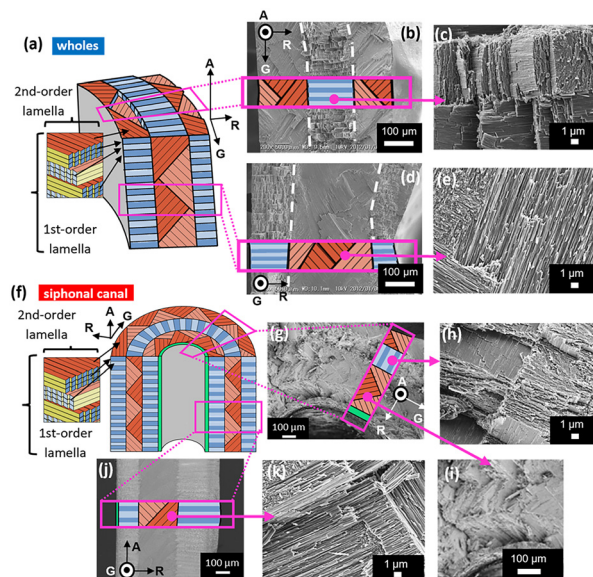 (a) wholes
2nd-order
lamella
1st-order
lamella
A
R
G
A
R
G
(b)
100 µm
(c)
1 µm
(d)
G
R
100 µm
(e)
1 µm
(f) siphonal canal
2nd-order
lamella
R
A
G
1st-order
lamella
(g)
A
G
R
100 µm
(h)
1 µm
(j)
A
G
R
100 µm
(k)
1 µm
(i)
100 µm